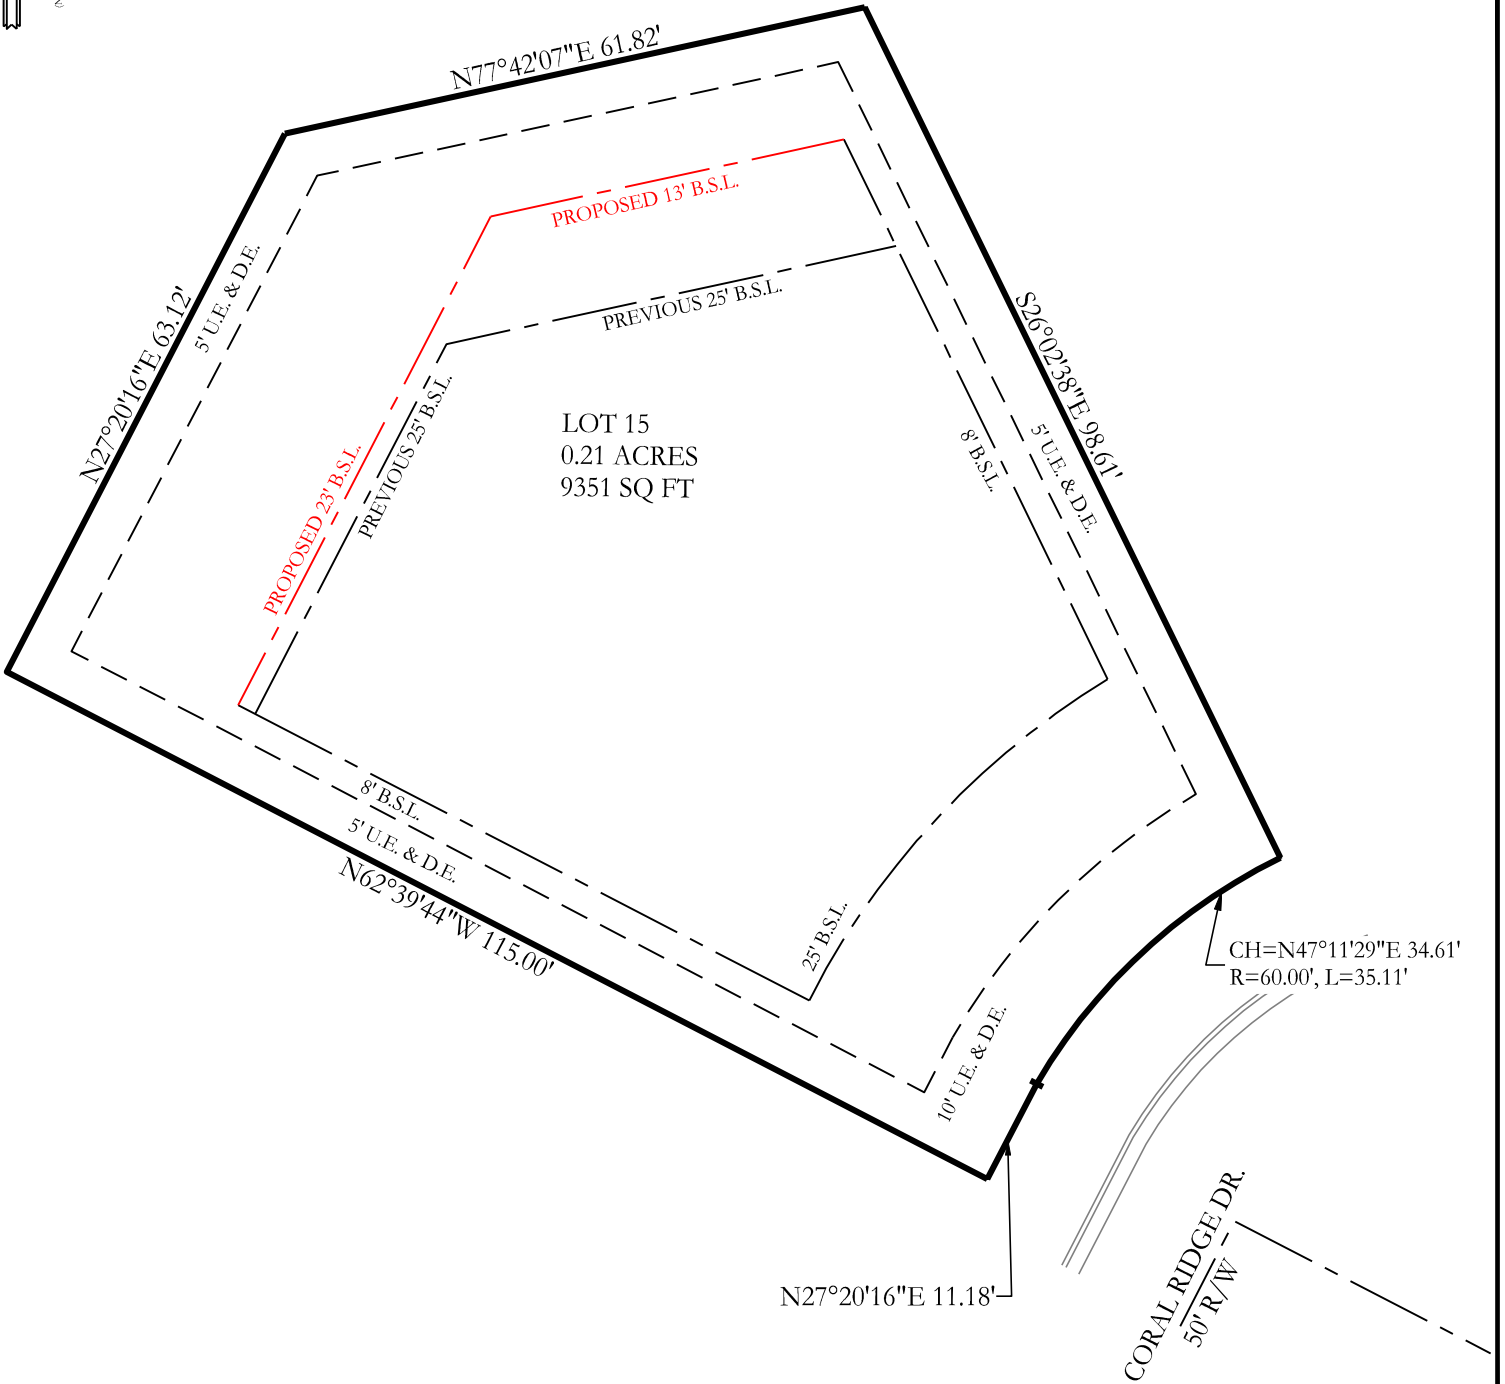 N77°42'07"E 61.82'
PROPOSED 13' B.S.L.
5' U.E. & D.E.
PREVIOUS 25' B.S.L.
N27°20'16"E 63.12'
S26°02'38"E 98.61'
PREVIOUS 25' B.S.L.
LOT 15
0.21 ACRES
9351 SQ FT
8' B.S.L.
5' U.E. & D.E.
PROPOSED 23' B.S.L.
8' B.S.L.
5' U.E. & D.E.
N62°39'44"W 115.00'
25' B.S.L.
CH=N47°11'29"E 34.61'
R=60.00', L=35.11'
10' U.E. & D.E.
N27°20'16"E 11.18'
CORAL RIDGE DR.
50' R/W